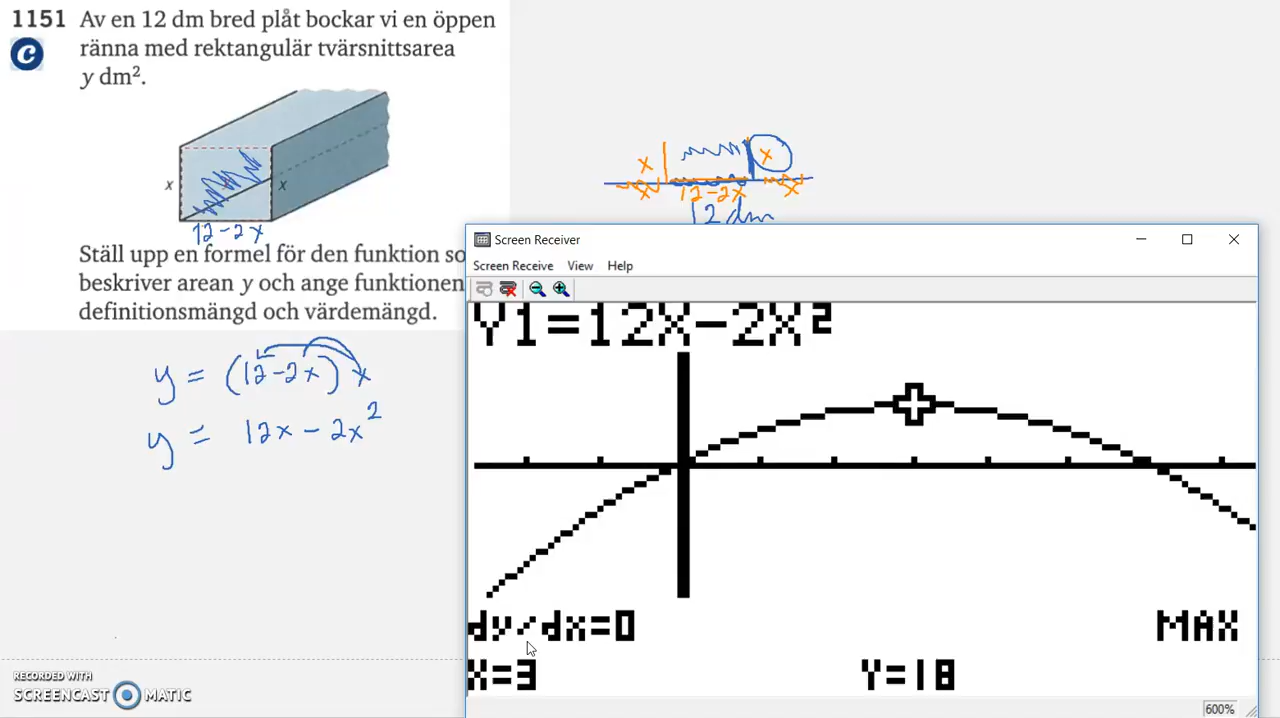 1151 Av en 12 dm bred plåt bockar vi en öppen
C ränna med rektangulär tvärsnittsarea
y dm².
x x
12-2x
x x
x 12-2x x
12 dm
Ställ upp en formel för den funktion so
beskriver arean y och ange funktionen
definitionsmängd och värdemängd.
y = (12-2x) x
y = 12x - 2x²
Screen Receiver
Screen Receive View Help
Y1=12X-2X²
dy/dx=0 MAX
X=3 Y=18
600%
RECORDED WITH
SCREENCAST MATIC